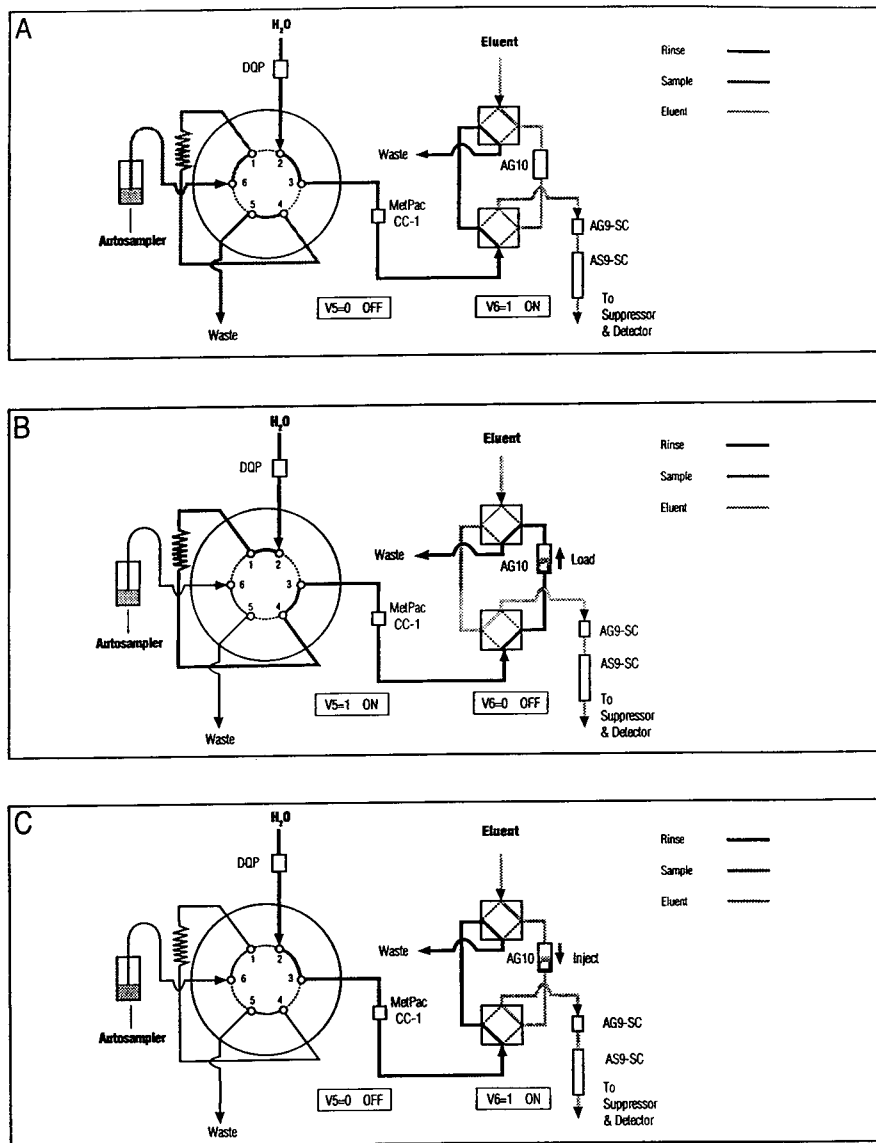 A
H2O
DQP
Eluent
Rinse
Sample
Eluent
Waste
AG10
1
2
3
4
5
6
MetPac
CC-1
AG9-SC
AS9-SC
Autosampler
To
Suppressor
& Detector
Waste
V5=0 OFF
V6=1 ON
B
H2O
DQP
Eluent
Rinse
Sample
Eluent
Waste
AG10
Load
1
2
3
4
5
6
MetPac
CC-1
AG9-SC
AS9-SC
Autosampler
To
Suppressor
& Detector
Waste
V5=1 ON
V6=0 OFF
C
H2O
DQP
Eluent
Rinse
Sample
Eluent
Waste
AG10
Inject
1
2
3
4
5
6
MetPac
CC-1
AG9-SC
AS9-SC
Autosampler
To
Suppressor
& Detector
Waste
V5=0 OFF
V6=1 ON